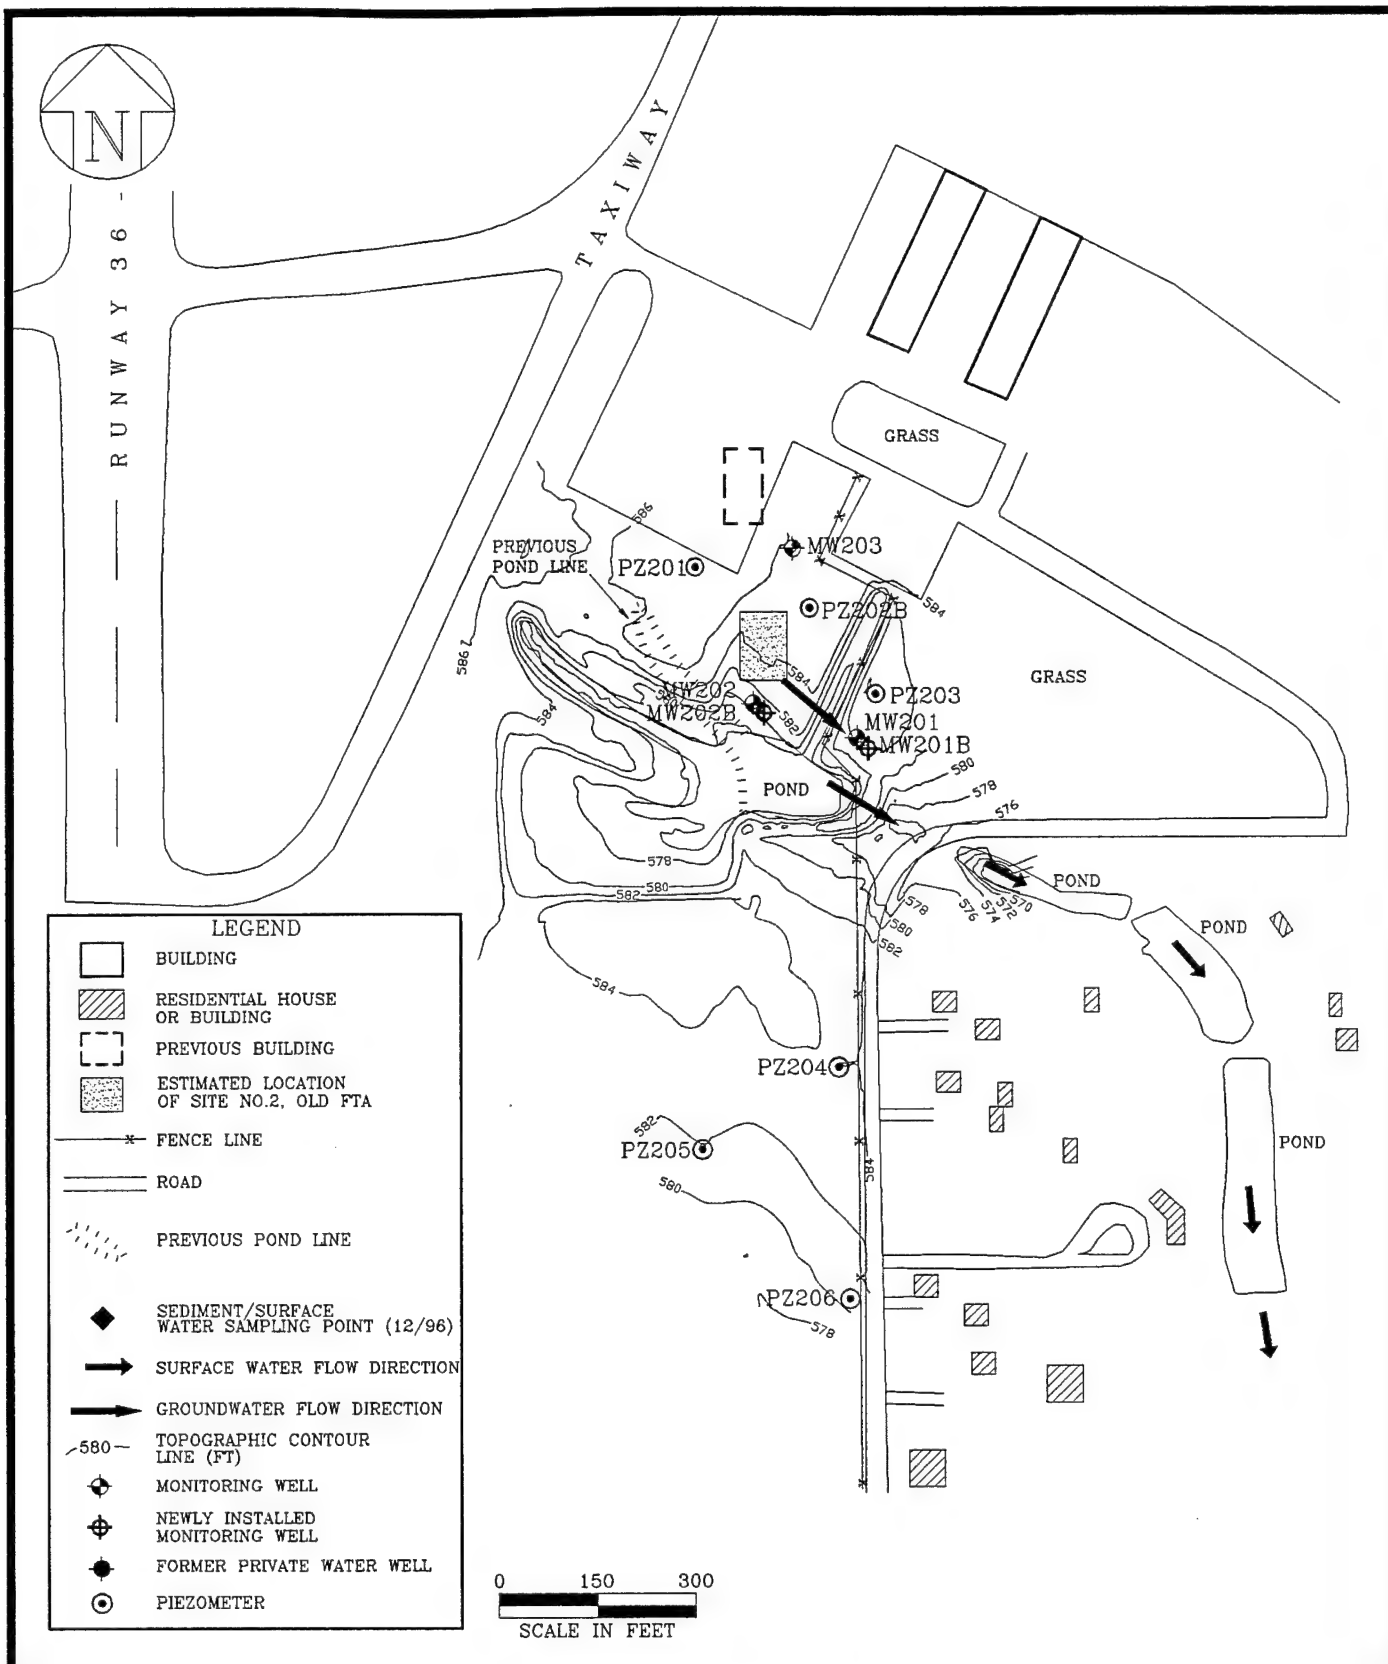 N
RUNWAY 36
TAXIWAY
GRASS
586
PREVIOUS
POND LINE
PZ201
MW203
PZ202B
584
586
GRASS
584
MW202
MW202B
582
PZ203
MW201
MW201B
584
POND
580
578
576
578
580
582
POND
570
572
574
576
578
580
582
POND
584
PZ204
582
PZ205
580
584
POND
PZ206
578
LEGEND
BUILDING
RESIDENTIAL HOUSE
OR BUILDING
PREVIOUS BUILDING
ESTIMATED LOCATION
OF SITE NO.2, OLD FTA
x FENCE LINE
ROAD
PREVIOUS POND LINE
SEDIMENT/SURFACE
WATER SAMPLING POINT (12/96)
SURFACE WATER FLOW DIRECTION
GROUNDWATER FLOW DIRECTION
580 TOPOGRAPHIC CONTOUR
LINE (FT)
MONITORING WELL
NEWLY INSTALLED
MONITORING WELL
FORMER PRIVATE WATER WELL
PIEZOMETER
0 150 300
SCALE IN FEET